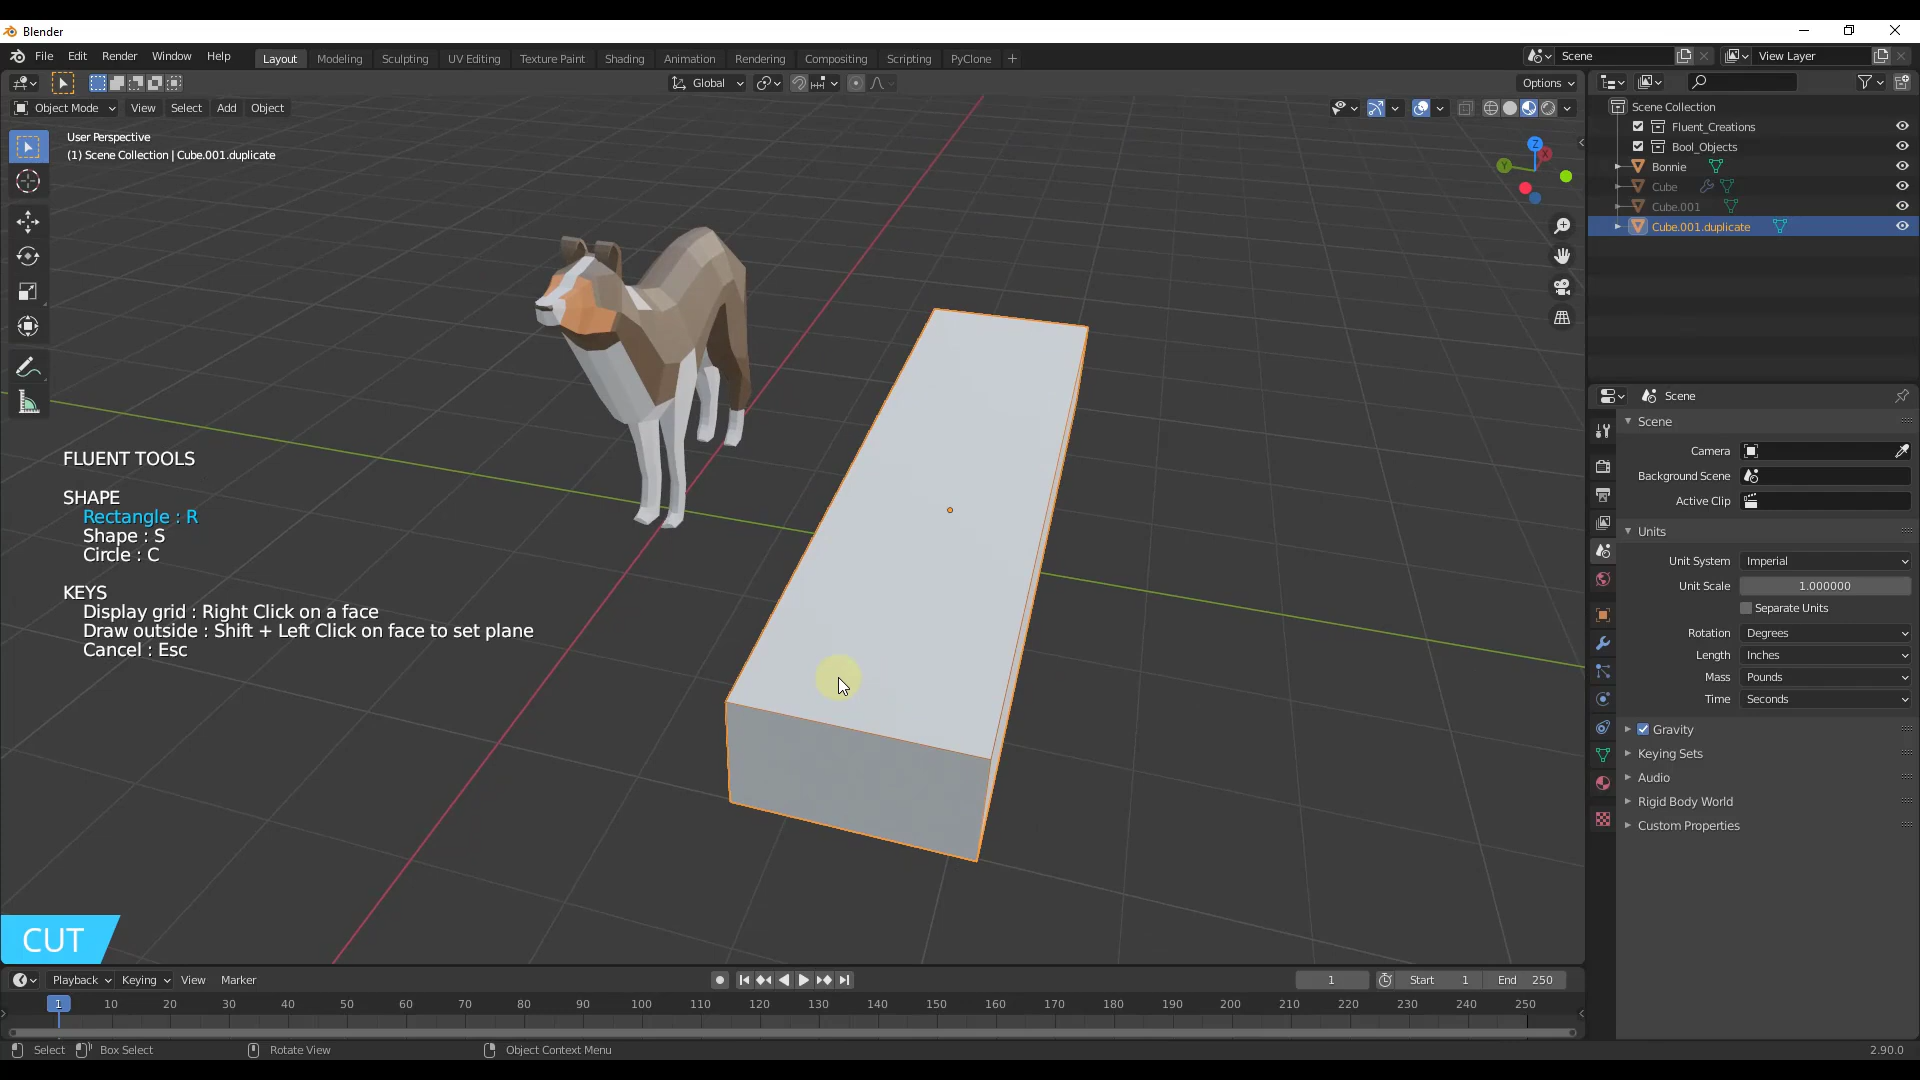 Blender
File Edit Render Window Help Layout Modeling Sculpting UV Editing Texture Paint Shading Animation Rendering Compositing Scripting PyClone + Scene View Layer
Global Options
Object Mode View Select Add Object
User Perspective
(1) Scene Collection | Cube.001.duplicate
Z
X
Y
Scene Collection
Fluent_Creations
Bool_Objects
Bonnie
Cube
Cube.001
Cube.001.duplicate
Scene
Scene
Camera
Background Scene
Active Clip
Units
Unit System Imperial
Unit Scale 1.000000
Separate Units
Rotation Degrees
Length Inches
Mass Pounds
Time Seconds
Gravity
Keying Sets
Audio
Rigid Body World
Custom Properties
FLUENT TOOLS
SHAPE
Rectangle : R
Shape : S
Circle : C
KEYS
Display grid : Right Click on a face
Draw outside : Shift + Left Click on face to set plane
Cancel : Esc
CUT
Playback Keying View Marker 1 Start 1 End 250
1 10 20 30 40 50 60 70 80 90 100 110 120 130 140 150 160 170 180 190 200 210 220 230 240 250
Select Box Select Rotate View Object Context Menu 2.90.0